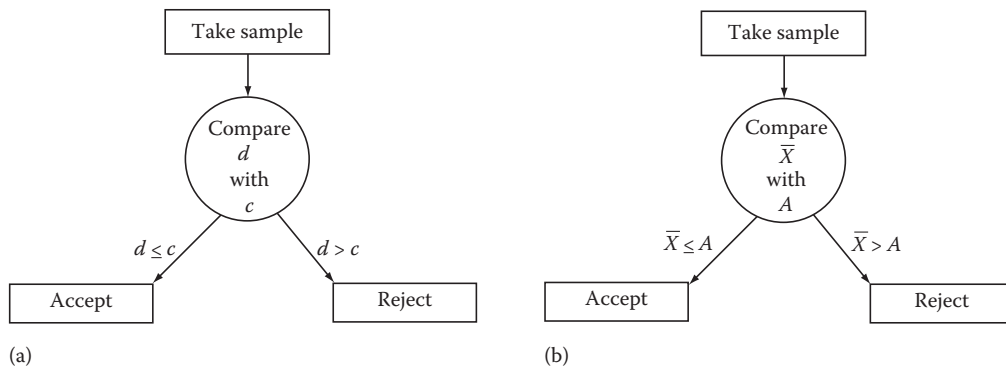 Take sample
Compare
d
with
c
d ≤ c
d > c
Accept
Reject
(a)
Take sample
Compare
X̅
with
A
X̅ ≤ A
X̅ > A
Accept
Reject
(b)